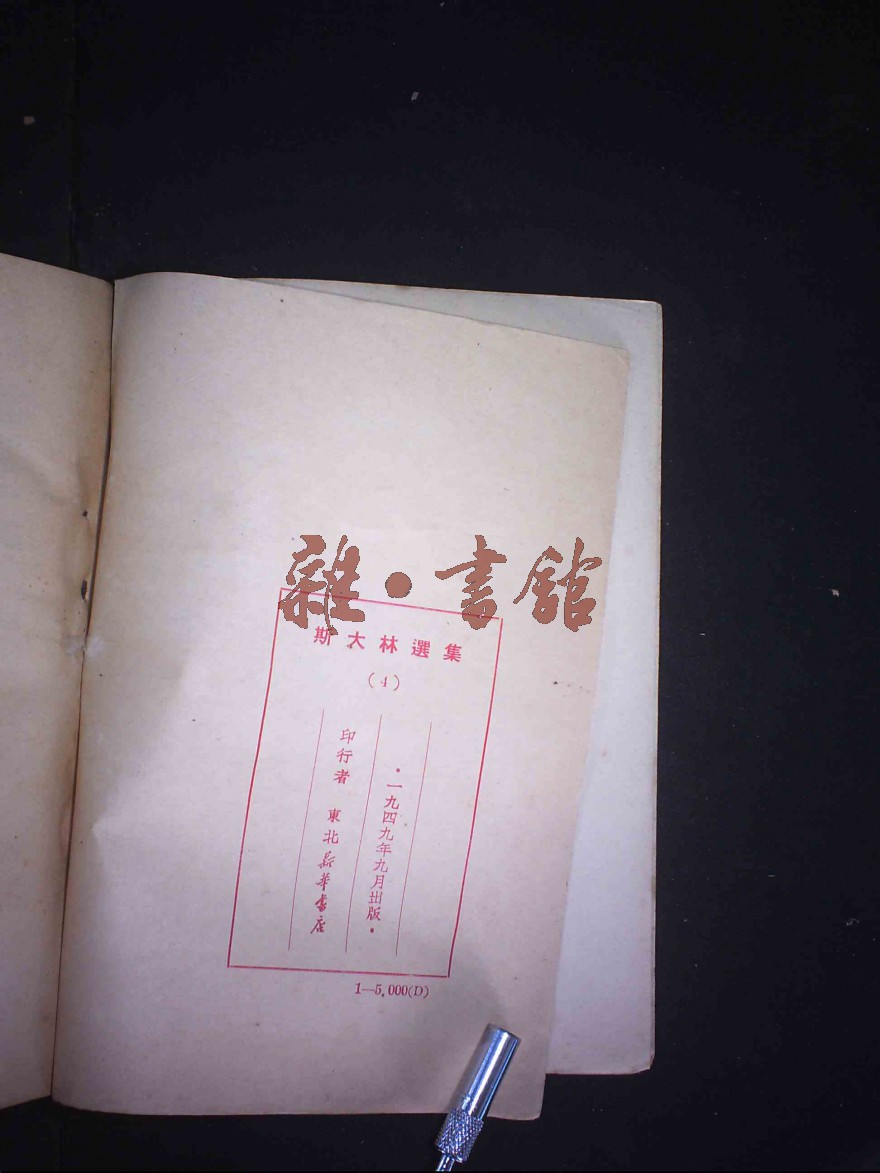 雜·書館
斯大林選集
(4)
·一九四九年九月出版·
印行者 東北新華書店
1—5,000(D)